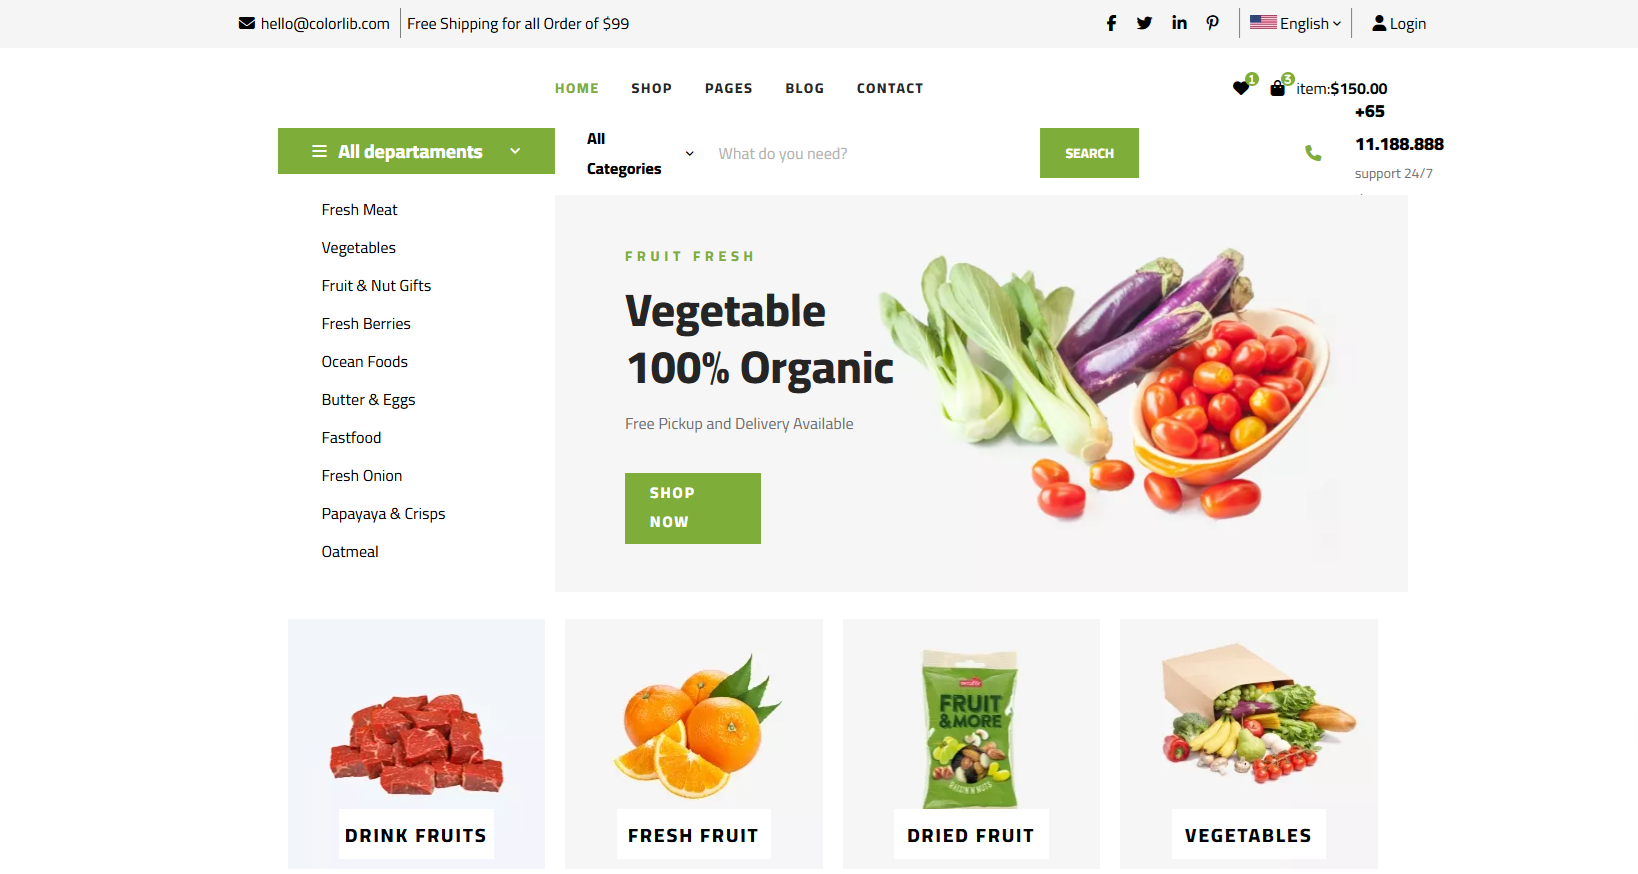 hello@colorlib.com
Free Shipping for all Order of $99
English
Login
HOME
SHOP
PAGES
BLOG
CONTACT
1
3
item:$150.00
All departaments
All
Categories
What do you need?
SEARCH
+65
11.188.888
support 24/7
Fresh Meat
Vegetables
Fruit & Nut Gifts
Fresh Berries
Ocean Foods
Butter & Eggs
Fastfood
Fresh Onion
Papayaya & Crisps
Oatmeal
FRUIT FRESH
Vegetable
100% Organic
Free Pickup and Delivery Available
SHOP
NOW
FRUIT
& MORE
DRINK FRUITS
FRESH FRUIT
DRIED FRUIT
VEGETABLES